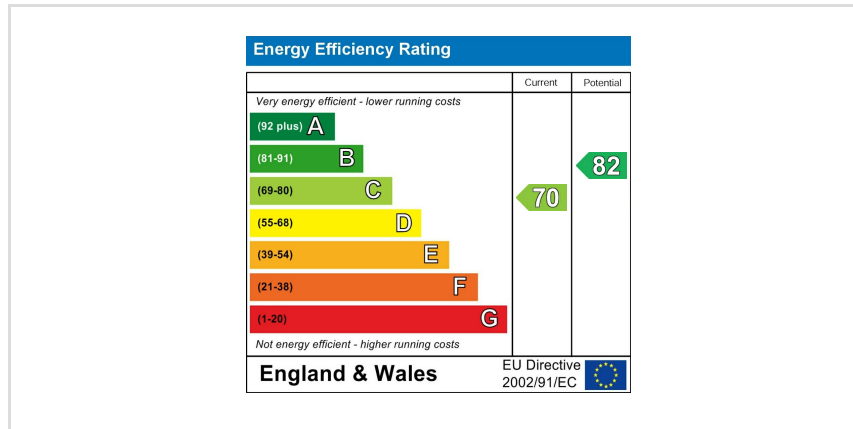 Energy Efficiency Rating
Current Potential
Very energy efficient - lower running costs
(92 plus) A
(81-91) B
82
(69-80) C
70
(55-68) D
(39-54) E
(21-38) F
(1-20) G
Not energy efficient - higher running costs
England & Wales
EU Directive
2002/91/EC